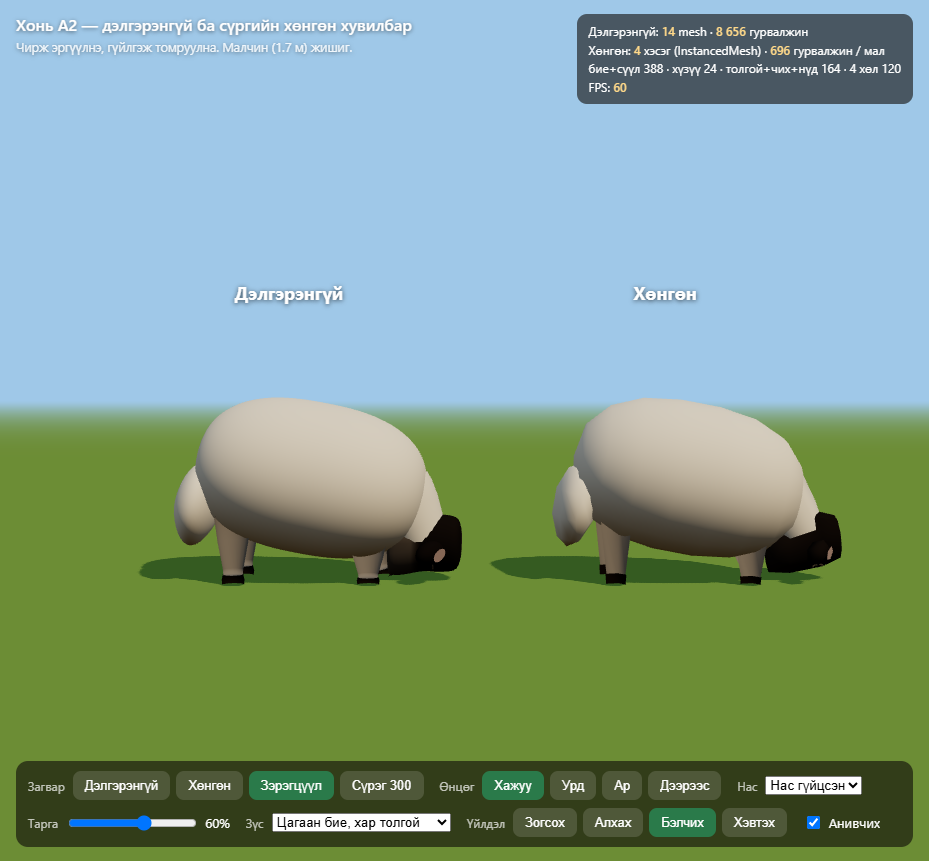 Хонь А2 — дэлгэрэнгүй ба сүргийн хөнгөн хувилбар
Чирж эргүүлнэ, гүйлгэж томруулна. Малчин (1.7 м) жишиг.
Дэлгэрэнгүй: 14 mesh · 8 656 гурвалжин
Хөнгөн: 4 хэсэг (InstancedMesh) · 696 гурвалжин / мал
бие+сүүл 388 · хүзүү 24 · толгой+чих+нүд 164 · 4 хөл 120
FPS: 60
Дэлгэрэнгүй
Хөнгөн
Загвар Дэлгэрэнгүй Хөнгөн Зэрэгцүүл Сүрэг 300 Өнцөг Хажуу Урд Ар Дээрээс Нас Нас гүйцсэн
Тарга 60% Зүс Цагаан бие, хар толгой Үйлдэл Зогсох Алхах Бэлчих Хэвтэх Анивчих